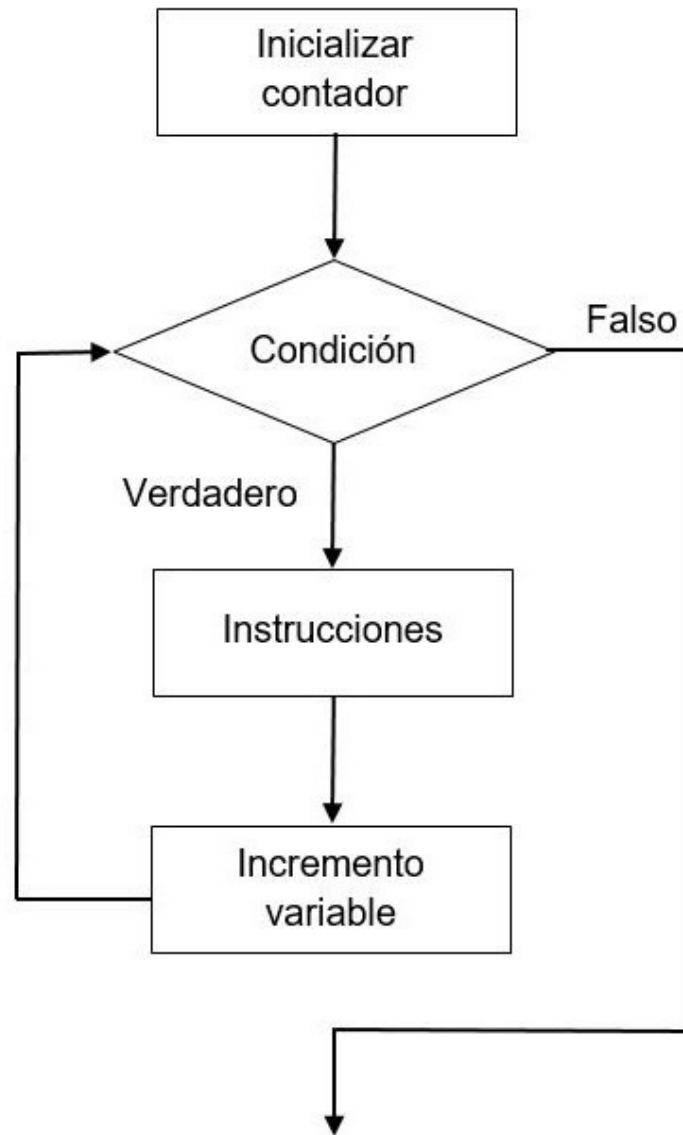 Inicializar
contador
Condición
Falso
Verdadero
Instrucciones
Incremento
variable